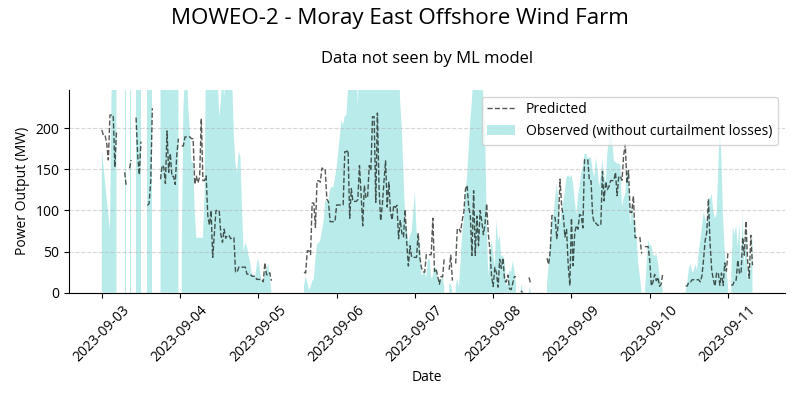 MOWEO-2 - Moray East Offshore Wind Farm
Data not seen by ML model
Predicted
Observed (without curtailment losses)
Power Output (MW)
200
150
100
50
0
2023-09-03
2023-09-04
2023-09-05
2023-09-06
2023-09-07
2023-09-08
2023-09-09
2023-09-10
2023-09-11
Date